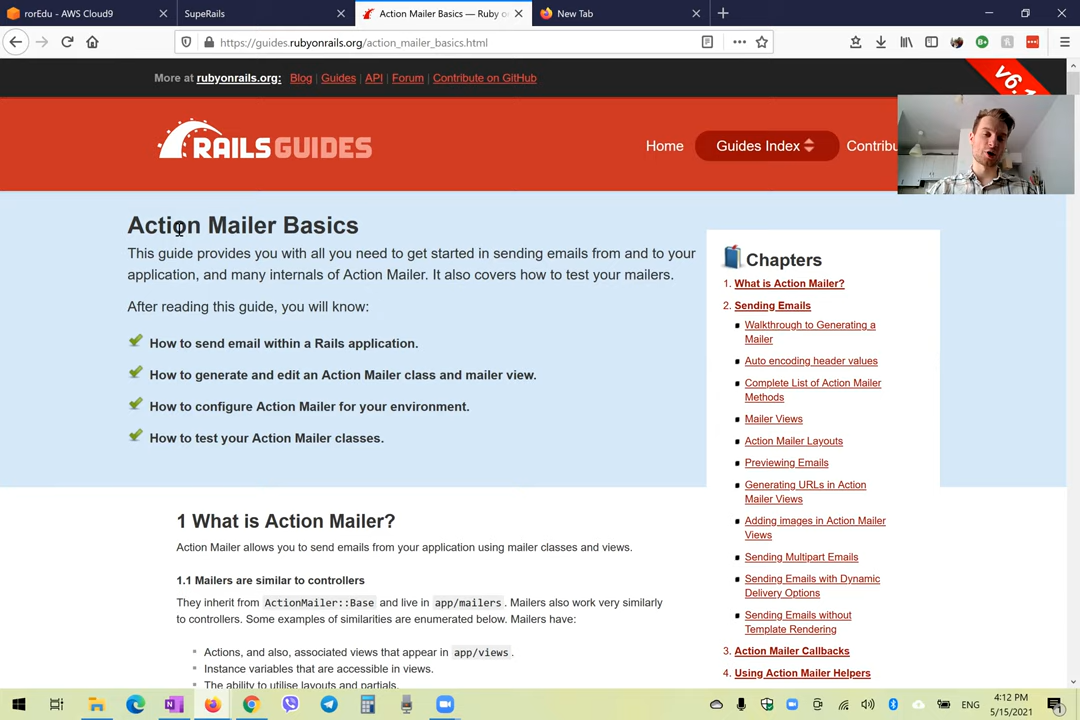 rorEdu - AWS Cloud9
SupeRails
Action Mailer Basics — Ruby o
New Tab
https://guides.rubyonrails.org/action_mailer_basics.html
More at rubyonrails.org: Blog | Guides | API | Forum | Contribute on GitHub
v6.1
RAILSGUIDES
Home
Guides Index
Contribu
Action Mailer Basics
This guide provides you with all you need to get started in sending emails from and to your
application, and many internals of Action Mailer. It also covers how to test your mailers.
After reading this guide, you will know:
How to send email within a Rails application.
How to generate and edit an Action Mailer class and mailer view.
How to configure Action Mailer for your environment.
How to test your Action Mailer classes.
Chapters
1. What is Action Mailer?
2. Sending Emails
Walkthrough to Generating a
Mailer
Auto encoding header values
Complete List of Action Mailer
Methods
Mailer Views
Action Mailer Layouts
Previewing Emails
Generating URLs in Action
Mailer Views
Adding images in Action Mailer
Views
Sending Multipart Emails
Sending Emails with Dynamic
Delivery Options
Sending Emails without
Template Rendering
3. Action Mailer Callbacks
4. Using Action Mailer Helpers
1 What is Action Mailer?
Action Mailer allows you to send emails from your application using mailer classes and views.
1.1 Mailers are similar to controllers
They inherit from ActionMailer::Base and live in app/mailers. Mailers also work very similarly
to controllers. Some examples of similarities are enumerated below. Mailers have:
Actions, and also, associated views that appear in app/views.
Instance variables that are accessible in views.
The ability to utilise layouts and partials.
ENG
4:12 PM
5/15/2021